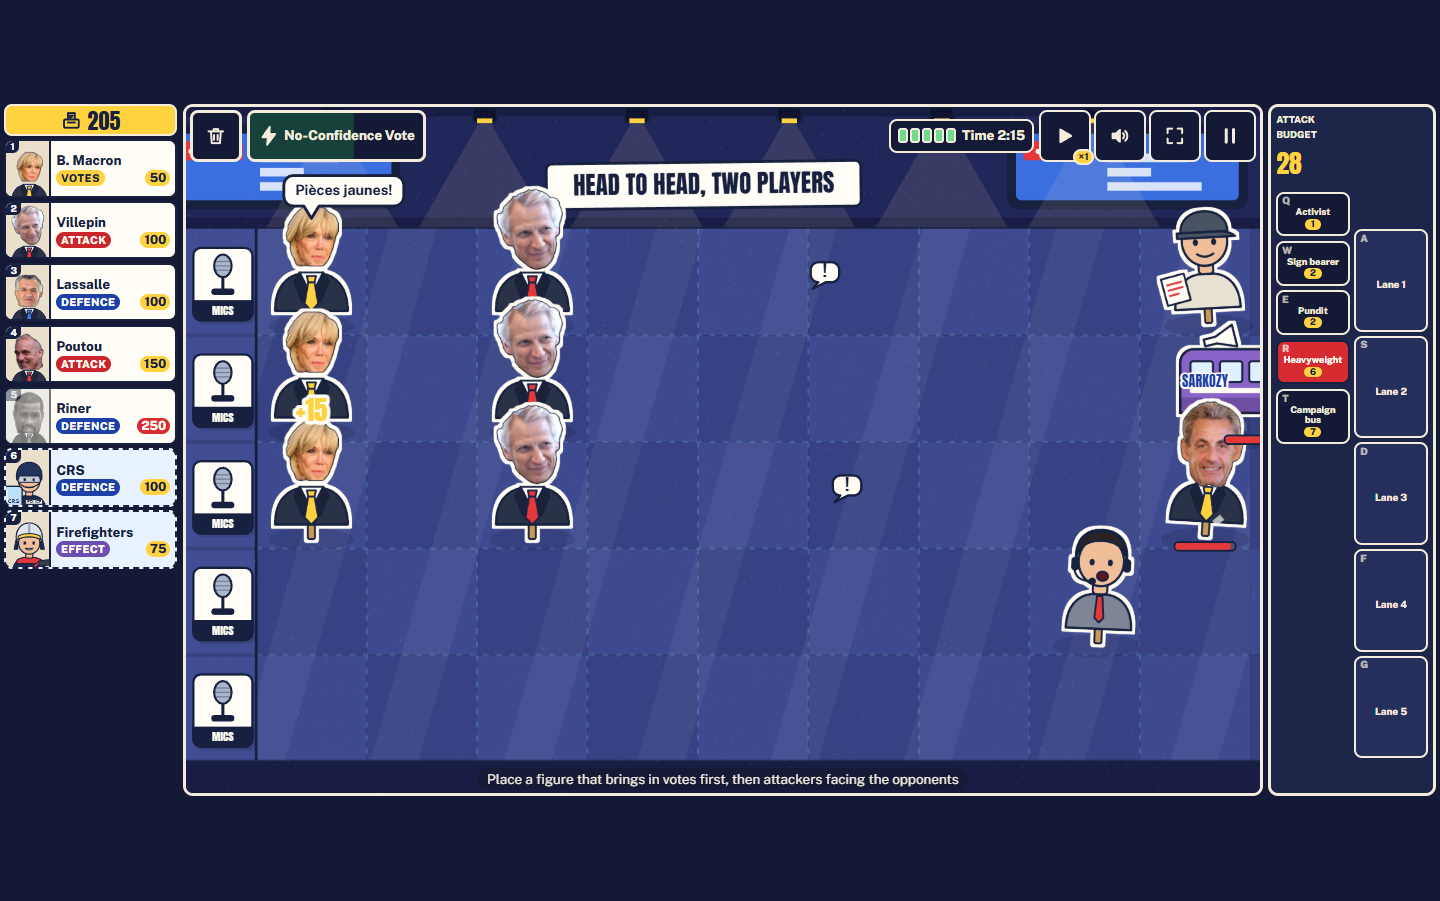 205
1
B. Macron
VOTES
50
2
Villepin
ATTACK
100
3
Lassalle
DEFENCE
100
4
Poutou
ATTACK
150
5
Riner
DEFENCE
250
6
CRS
DEFENCE
100
7
Firefighters
EFFECT
75
No-Confidence Vote
Time 2:15
×1
HEAD TO HEAD, TWO PLAYERS
Pièces jaunes!
!
+15
!
SARKOZY
MICS
MICS
MICS
MICS
MICS
Place a figure that brings in votes first, then attackers facing the opponents
ATTACK
BUDGET
28
Q
Activist
1
W
Sign bearer
2
E
Pundit
2
R
Heavyweight
6
T
Campaign
bus
7
A
Lane 1
S
Lane 2
D
Lane 3
F
Lane 4
G
Lane 5